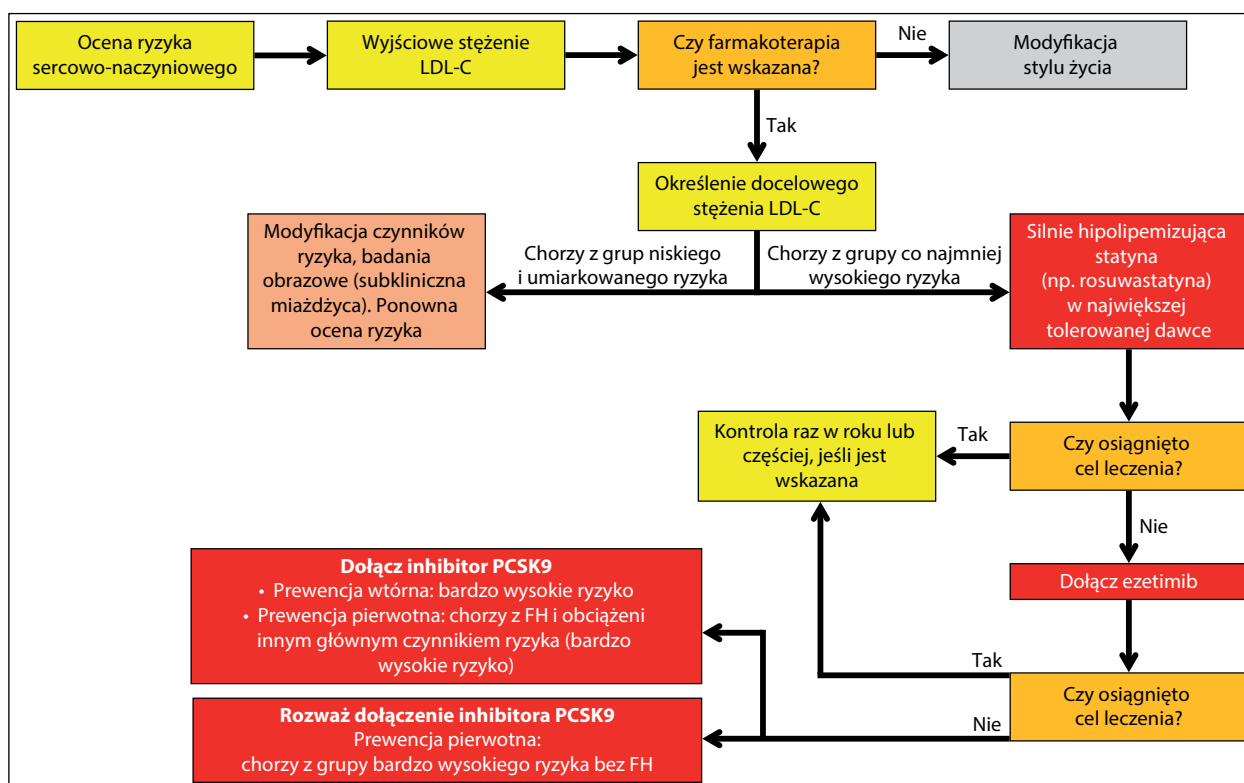 Ocena ryzyka
sercowo-naczyniowego
Wyjściowe stężenie
LDL-C
Czy farmakoterapia
jest wskazana?
Nie
Modyfikacja
stylu życia
Tak
Określenie docelowego
stężenia LDL-C
Modyfikacja czynników
ryzyka, badania
obrazowe (subkliniczna
miażdżyca). Ponowna
ocena ryzyka
Chorzy z grup niskiego
i umiarkowanego ryzyka
Chorzy z grupy co najmniej
wysokiego ryzyka
Silnie hipolipemizująca
statyna
(np. rosuwastatyna)
w największej
tolerowanej dawce
Kontrola raz w roku lub
częściej, jeśli jest
wskazana
Tak
Czy osiągnięto
cel leczenia?
Nie
Dołącz ezetimib
Dołącz inhibitor PCSK9
• Prewencja wtórna: bardzo wysokie ryzyko
• Prewencja pierwotna: chorzy z FH i obciążeni
innym głównym czynnikiem ryzyka (bardzo
wysokie ryzyko)
Tak
Czy osiągnięto
cel leczenia?
Nie
Rozważ dołączenie inhibitora PCSK9
Prewencja pierwotna:
chorzy z grupy bardzo wysokiego ryzyka bez FH